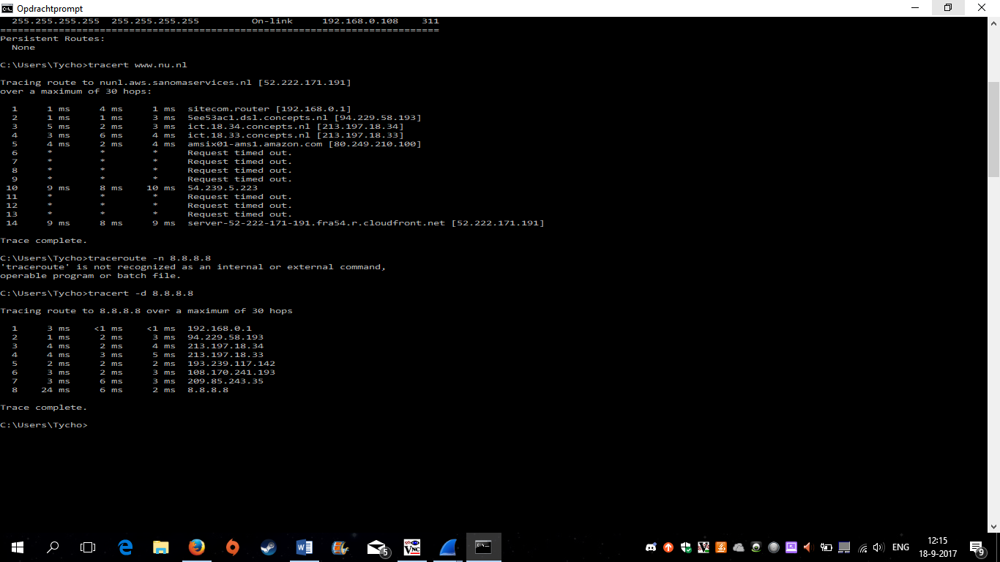 Opdrachtprompt
255.255.255.255  255.255.255.255         On-link     192.168.0.108    311
===========================================================================
Persistent Routes:
  None
C:\Users\Tycho>tracert www.nu.nl
Tracing route to nunl.aws.sanomaservices.nl [52.222.171.191]
over a maximum of 30 hops:
  1     1 ms     4 ms     1 ms  sitecom.router [192.168.0.1]
  2     1 ms     1 ms     3 ms  5ee53ac1.dsl.concepts.nl [94.229.58.193]
  3     5 ms     2 ms     3 ms  ict.18.34.concepts.nl [213.197.18.34]
  4     3 ms     6 ms     4 ms  ict.18.33.concepts.nl [213.197.18.33]
  5     4 ms     2 ms     4 ms  amsix01-ams1.amazon.com [80.249.210.100]
  6     *        *        *     Request timed out.
  7     *        *        *     Request timed out.
  8     *        *        *     Request timed out.
  9     *        *        *     Request timed out.
 10     9 ms     8 ms    10 ms  54.239.5.223
 11     *        *        *     Request timed out.
 12     *        *        *     Request timed out.
 13     *        *        *     Request timed out.
 14     9 ms     8 ms     9 ms  server-52-222-171-191.fra54.r.cloudfront.net [52.222.171.191]
Trace complete.
C:\Users\Tycho>traceroute -n 8.8.8.8
'traceroute' is not recognized as an internal or external command,
operable program or batch file.
C:\Users\Tycho>tracert -d 8.8.8.8
Tracing route to 8.8.8.8 over a maximum of 30 hops
  1     3 ms    <1 ms    <1 ms  192.168.0.1
  2     1 ms     2 ms     3 ms  94.229.58.193
  3     4 ms     2 ms     4 ms  213.197.18.34
  4     4 ms     3 ms     5 ms  213.197.18.33
  5     2 ms     2 ms     2 ms  193.239.117.142
  6     3 ms     2 ms     3 ms  108.170.241.193
  7     3 ms     6 ms     3 ms  209.85.243.35
  8    24 ms     6 ms     2 ms  8.8.8.8
Trace complete.
C:\Users\Tycho>
5
ENG
12:15
18-9-2017
9